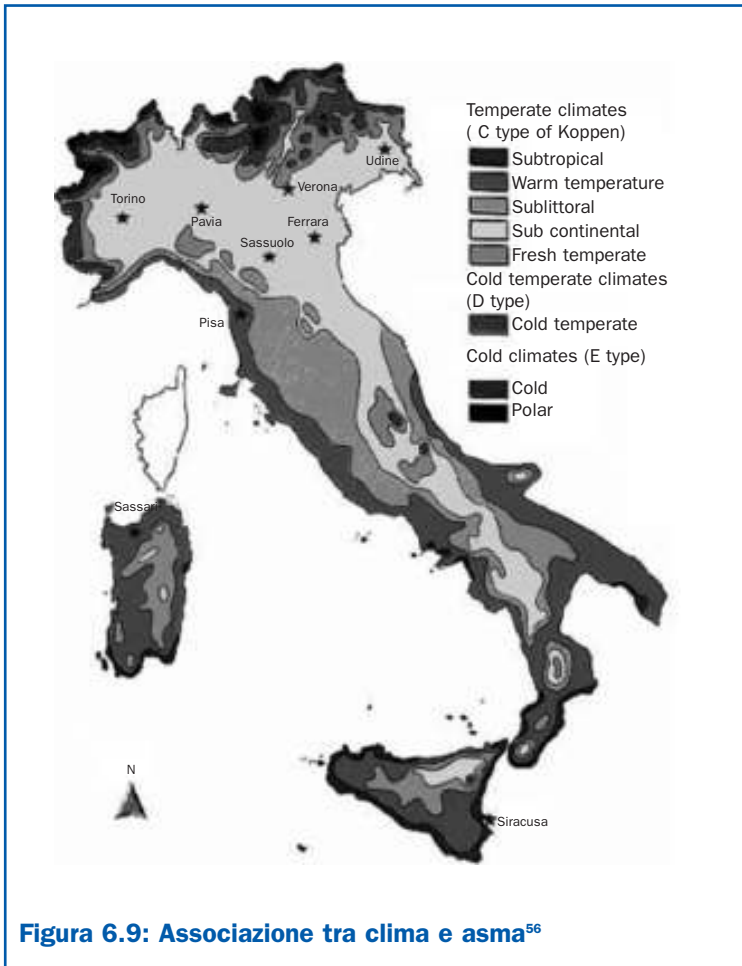 Temperate climates
( C type of Koppen)
Subtropical
Warm temperature
Sublittoral
Sub continental
Fresh temperate
Cold temperate climates
(D type)
Cold temperate
Cold climates (E type)
Cold
Polar
Udine
Verona
Torino
Pavia
Ferrara
Sassuolo
Pisa
Sassari
N
Siracusa
Figura 6.9: Associazione tra clima e asma56